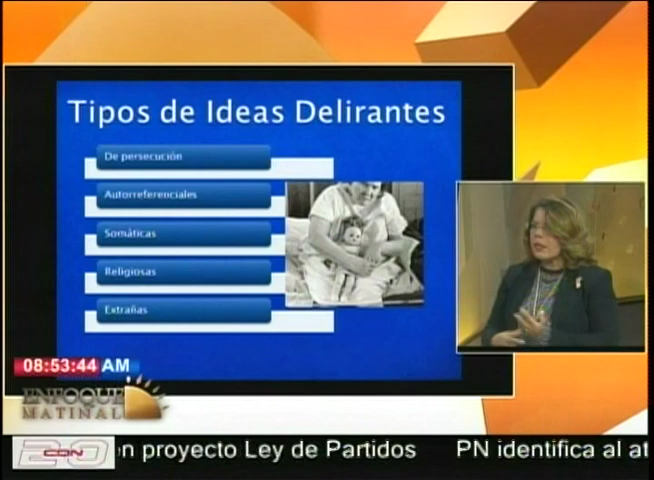 Tipos de Ideas Delirantes
De persecución
Autorreferenciales
Somáticas
Religiosas
Extrañas
08:53:44 AM
ENFOQUE
MATINAL
CDN
en proyecto Ley de Partidos PN identifica al at